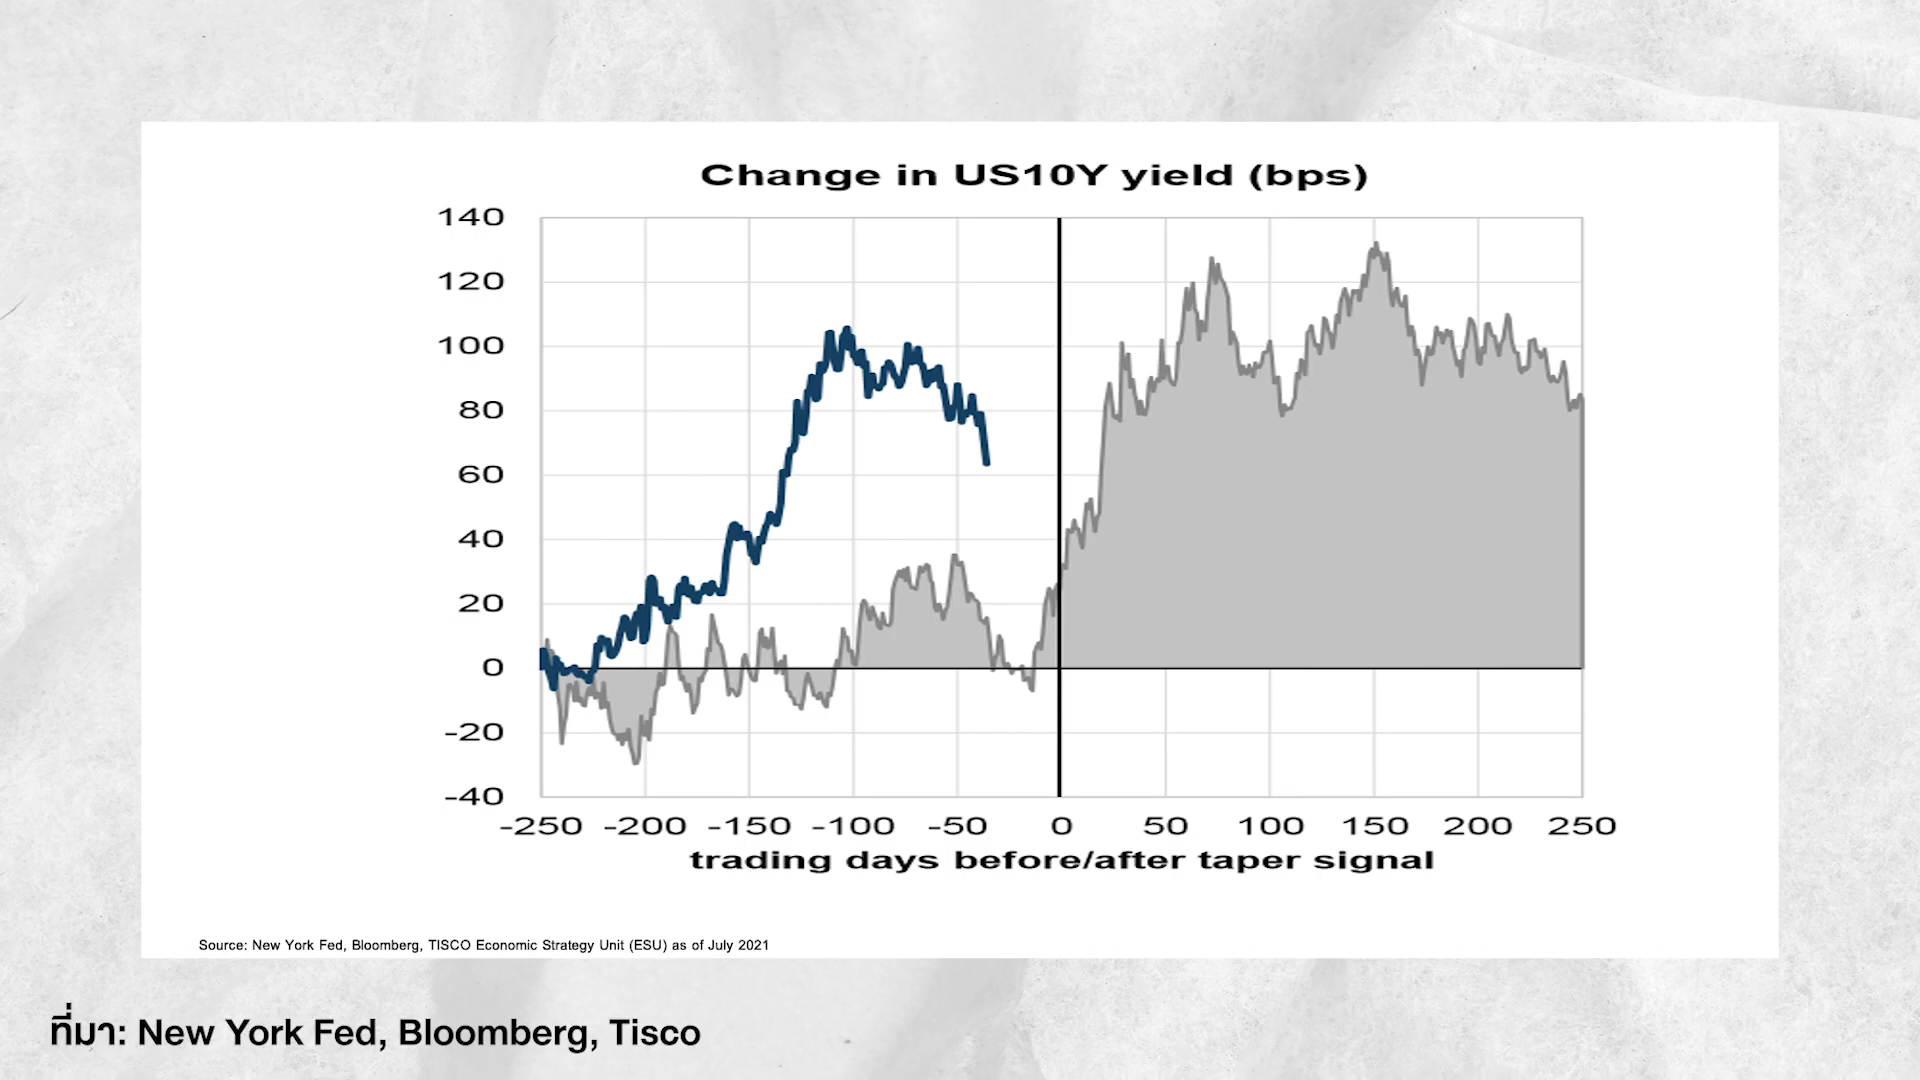 Change in US10Y yield (bps)
140
120
100
80
60
40
20
0
-20
-40
-250 -200 -150 -100 -50 0 50 100 150 200 250
trading days before/after taper signal
Source: New York Fed, Bloomberg, TISCO Economic Strategy Unit (ESU) as of July 2021
ที่มา: New York Fed, Bloomberg, Tisco